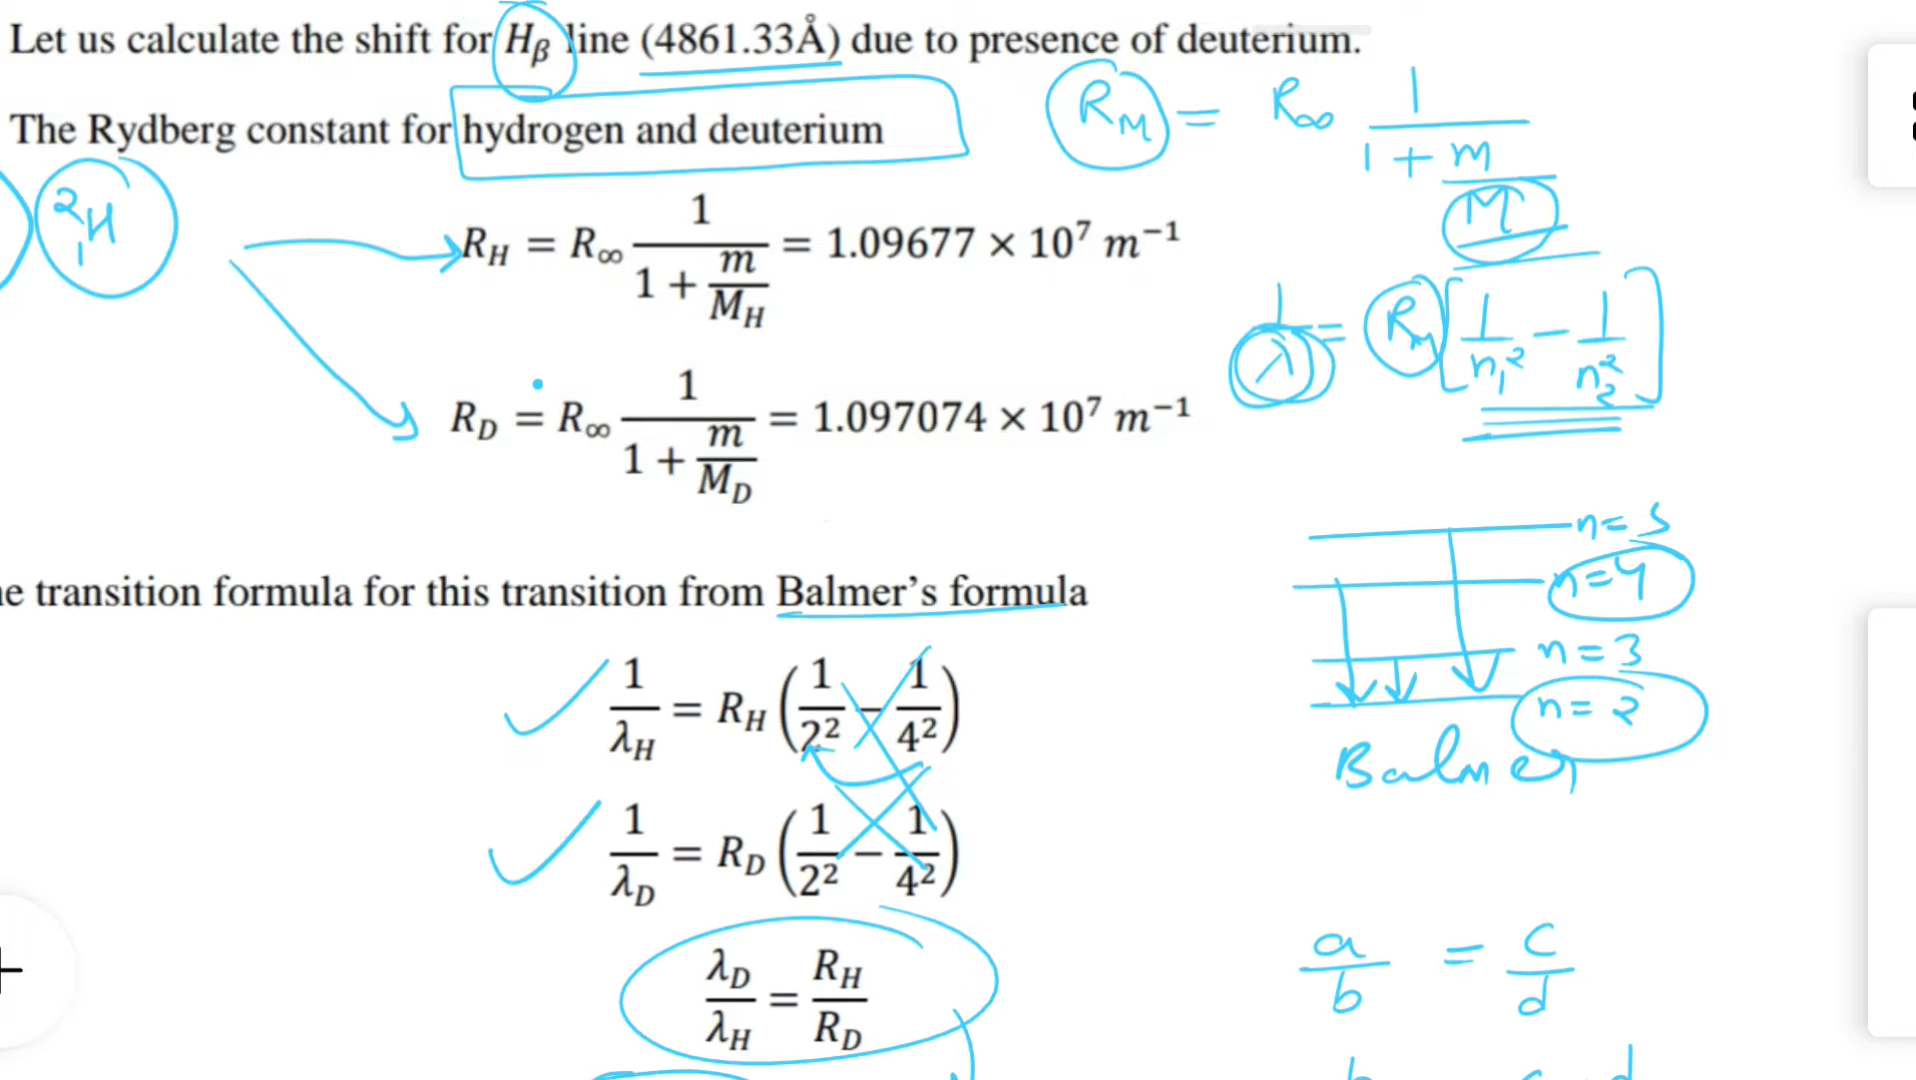 Let us calculate the shift for H_β line (4861.33Å) due to presence of deuterium.
The Rydberg constant for hydrogen and deuterium
R_M = R_∞ 1/(1 + m/M)
²₁H
R_H = R_∞ 1/(1 + m/M_H) = 1.09677 × 10⁷ m⁻¹
1/λ = R_M [1/n₁² − 1/n₂²]
R_D = R_∞ 1/(1 + m/M_D) = 1.097074 × 10⁷ m⁻¹
n=5
n=4
n=3
n=2
Balmer
e transition formula for this transition from Balmer’s formula
1/λ_H = R_H (1/2² − 1/4²)
1/λ_D = R_D (1/2² − 1/4²)
λ_D/λ_H = R_H/R_D
a/b = c/d